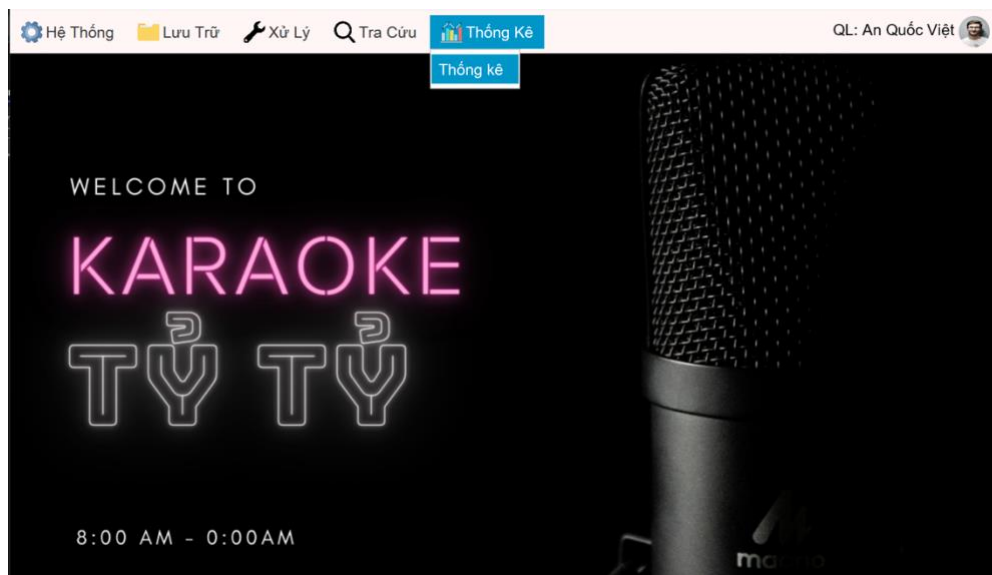 Hệ Thống Lưu Trữ Xử Lý Tra Cứu Thống Kê QL: An Quốc Việt
Thống kê
WELCOME TO
KARAOKE
TỶ TỶ
8:00 AM - 0:00AM